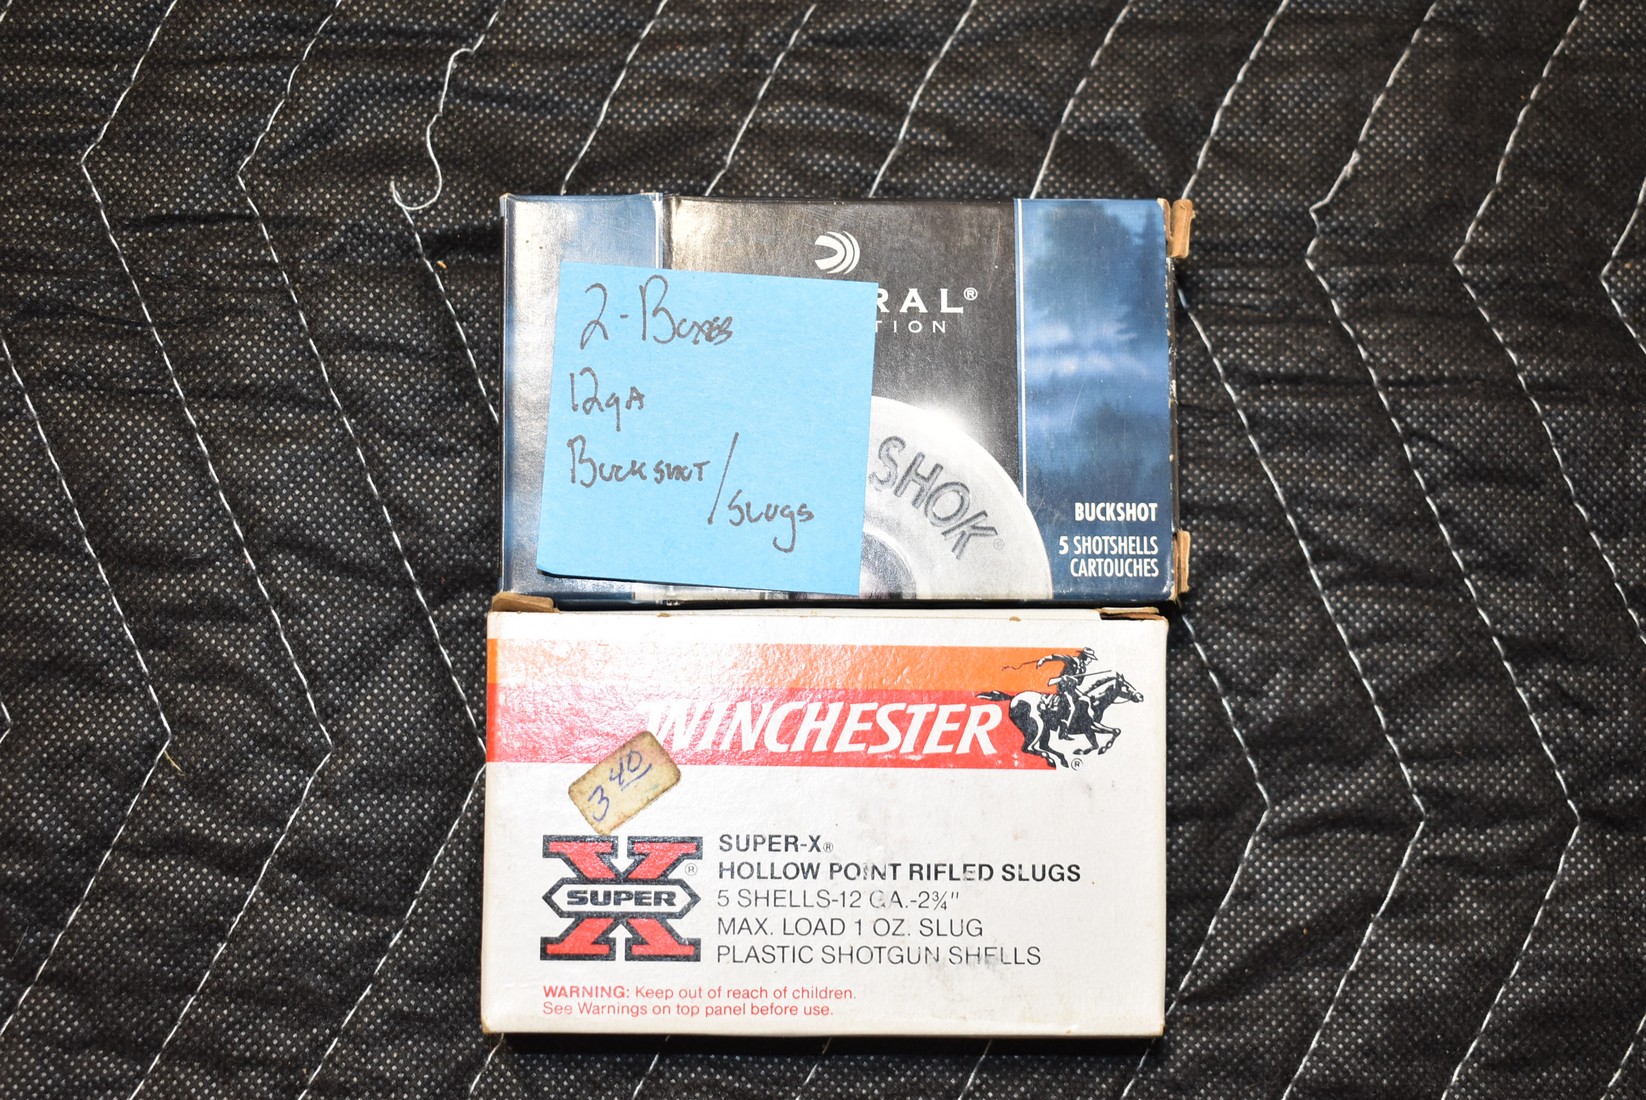 RAL®
TION
2-Boxes
12gA
Buckshot/
Slugs
SHOK®
BUCKSHOT
5 SHOTSHELLS
CARTOUCHES
WINCHESTER
®
3 40
SUPER
®
SUPER-X®
HOLLOW POINT RIFLED SLUGS
5 SHELLS-12 GA.-2¾"
MAX. LOAD 1 OZ. SLUG
PLASTIC SHOTGUN SHELLS
WARNING: Keep out of reach of children.
See Warnings on top panel before use.